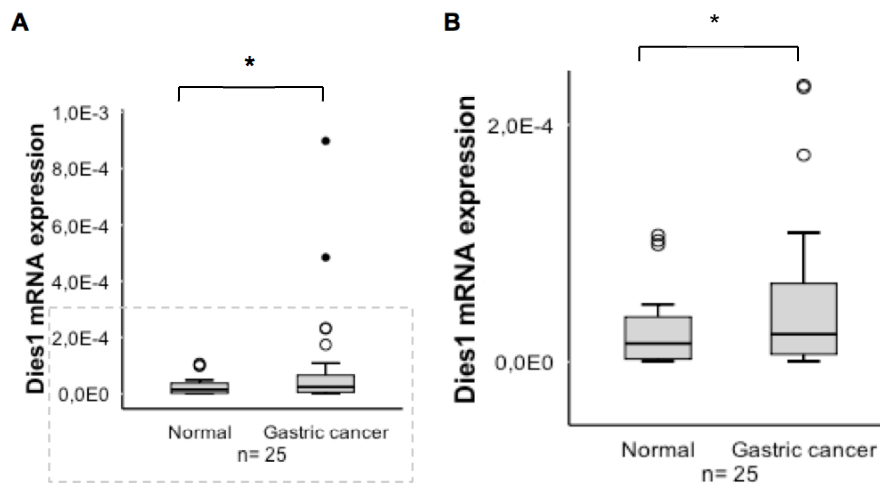 A
*
1,0E-3
8,0E-4
6,0E-4
4,0E-4
2,0E-4
0,0E0
Dies1 mRNA expression
Normal Gastric cancer
n= 25
B
*
2,0E-4
0,0E0
Dies1 mRNA expression
Normal Gastric cancer
n= 25